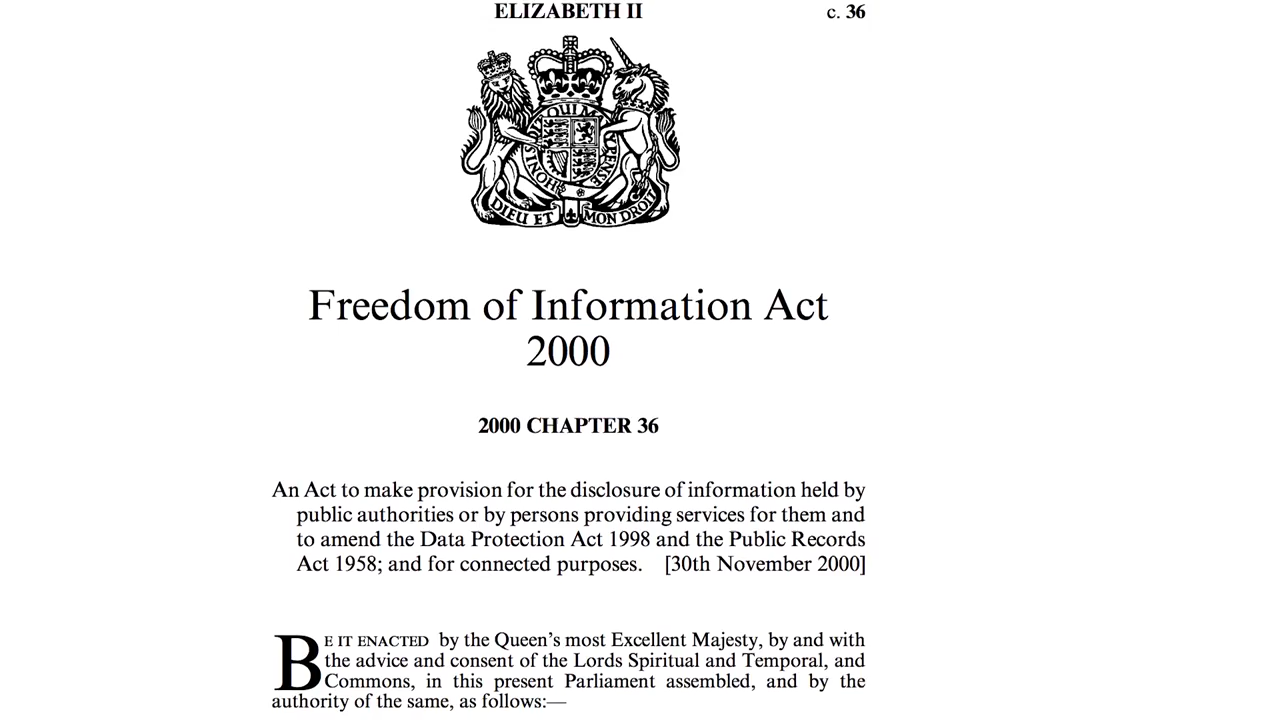 ELIZABETH II c. 36
QUI M
PENSE
HONI S
DIEU ET MON DROIT
Freedom of Information Act
2000
2000 CHAPTER 36
An Act to make provision for the disclosure of information held by
public authorities or by persons providing services for them and
to amend the Data Protection Act 1998 and the Public Records
Act 1958; and for connected purposes. [30th November 2000]
BE IT ENACTED by the Queen's most Excellent Majesty, by and with
the advice and consent of the Lords Spiritual and Temporal, and
Commons, in this present Parliament assembled, and by the
authority of the same, as follows:—